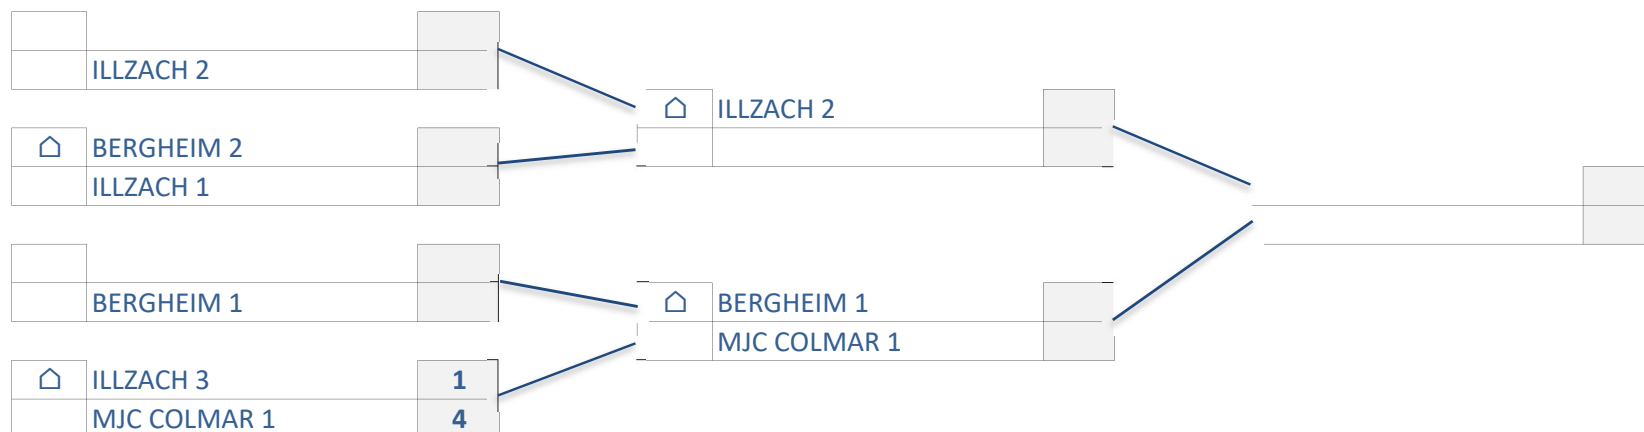 ILLZACH 2
BERGHEIM 2
ILLZACH 1
BERGHEIM 1
ILLZACH 3 1
MJC COLMAR 1 4
ILLZACH 2
BERGHEIM 1
MJC COLMAR 1